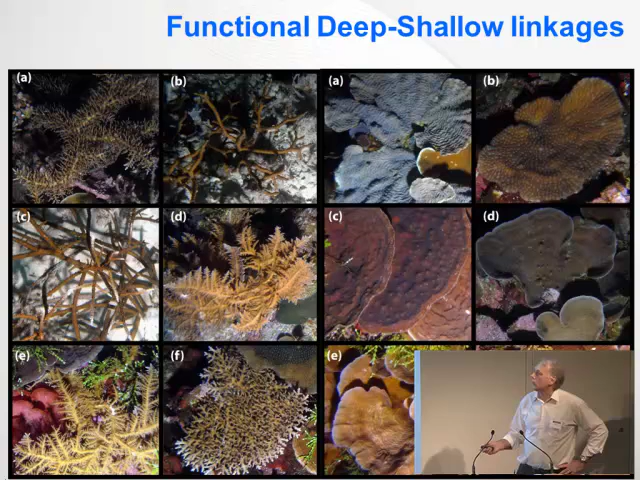 Functional Deep-Shallow linkages
(a)
(b)
(a)
(b)
(c)
(d)
(c)
(d)
(e)
(f)
(e)